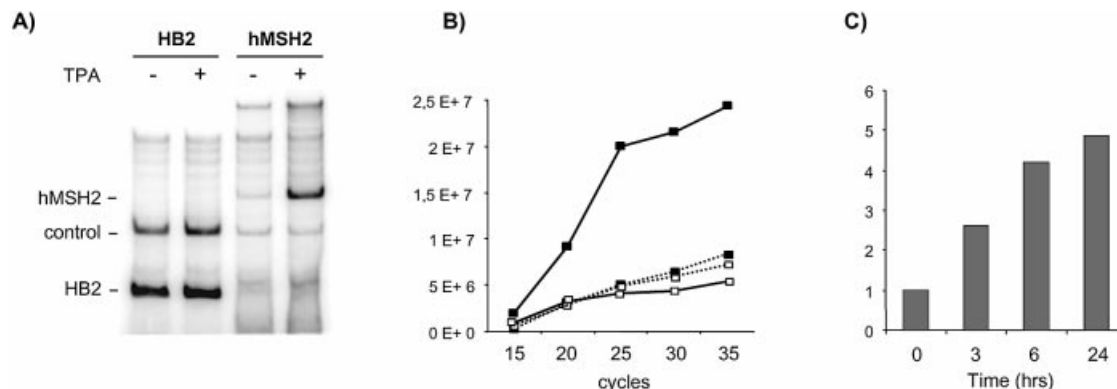 A)
HB2 hMSH2
TPA - + - +
hMSH2 –
control –
HB2 –
B)
2,5 E+ 7
2 E+ 7
1,5 E+ 7
1 E+ 7
5 E+ 6
0 E+ 0
15 20 25 30 35
cycles
C)
6
5
4
3
2
1
0
0 3 6 24
Time (hrs)